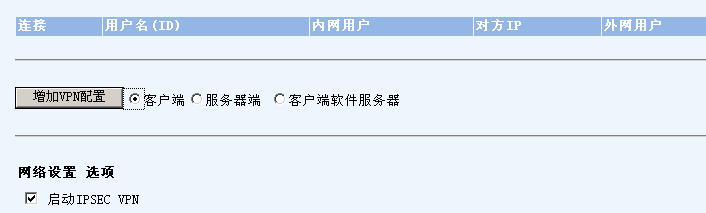 连接 用户名(ID) 内网用户 对方IP 外网用户
增加VPN配置 客户端 服务器端 客户端软件服务器
网络设置 选项
启动IPSEC VPN